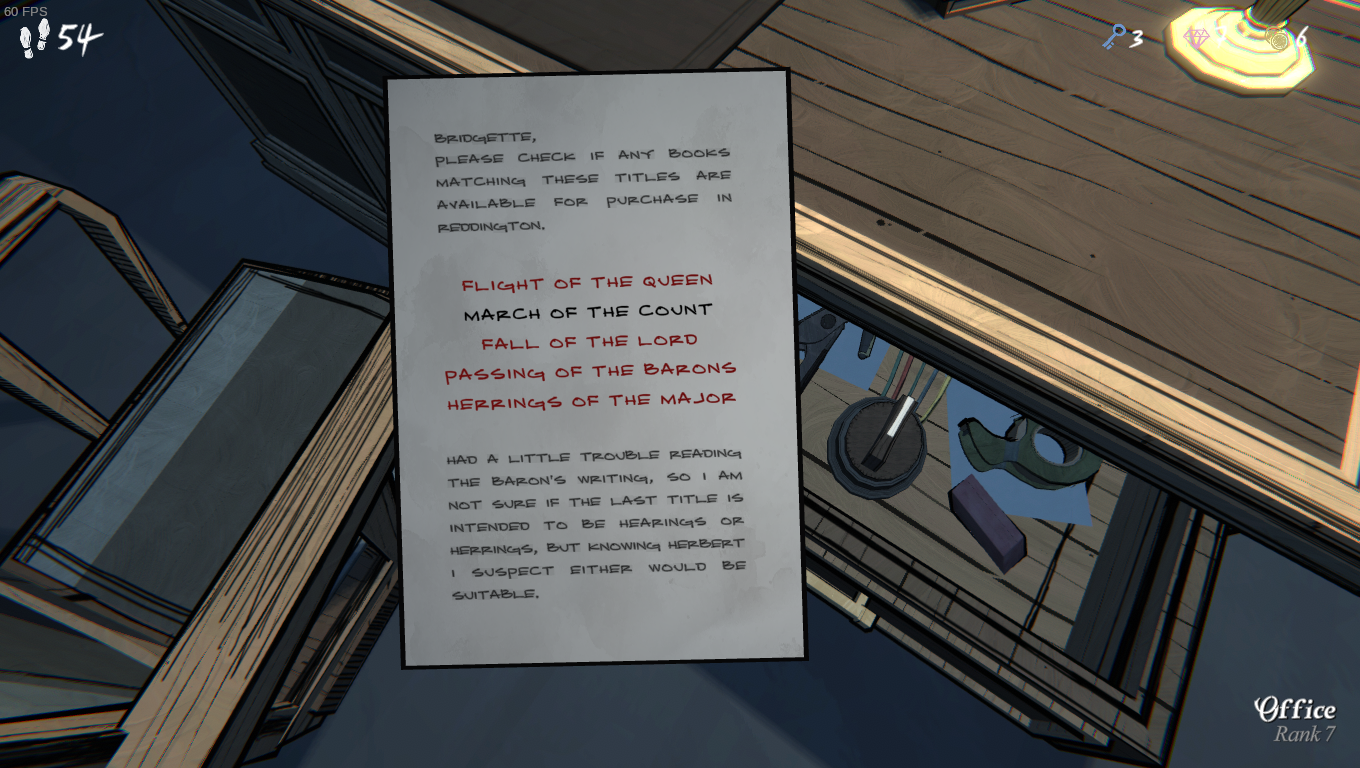 60 FPS
54
3
6
BRIDGETTE,
PLEASE CHECK IF ANY BOOKS
MATCHING THESE TITLES ARE
AVAILABLE FOR PURCHASE IN
REDDINGTON.
FLIGHT OF THE QUEEN
MARCH OF THE COUNT
FALL OF THE LORD
PASSING OF THE BARONS
HERRINGS OF THE MAJOR
HAD A LITTLE TROUBLE READING
THE BARON'S WRITING, SO I AM
NOT SURE IF THE LAST TITLE IS
INTENDED TO BE HEARINGS OR
HERRINGS, BUT KNOWING HERBERT
I SUSPECT EITHER WOULD BE
SUITABLE.
Office
Rank 7